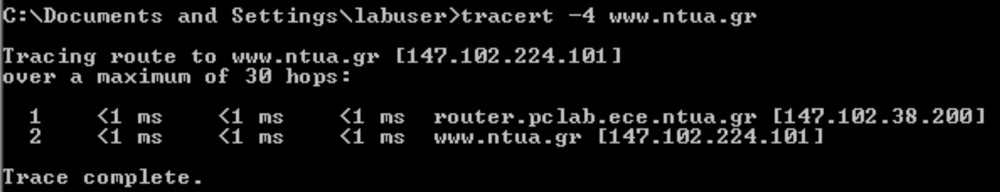 C:\Documents and Settings\labuser>tracert -4 www.ntua.gr
Tracing route to www.ntua.gr [147.102.224.101]
over a maximum of 30 hops:
1 <1 ms <1 ms <1 ms router.pclab.ece.ntua.gr [147.102.38.200]
2 <1 ms <1 ms <1 ms www.ntua.gr [147.102.224.101]
Trace complete.